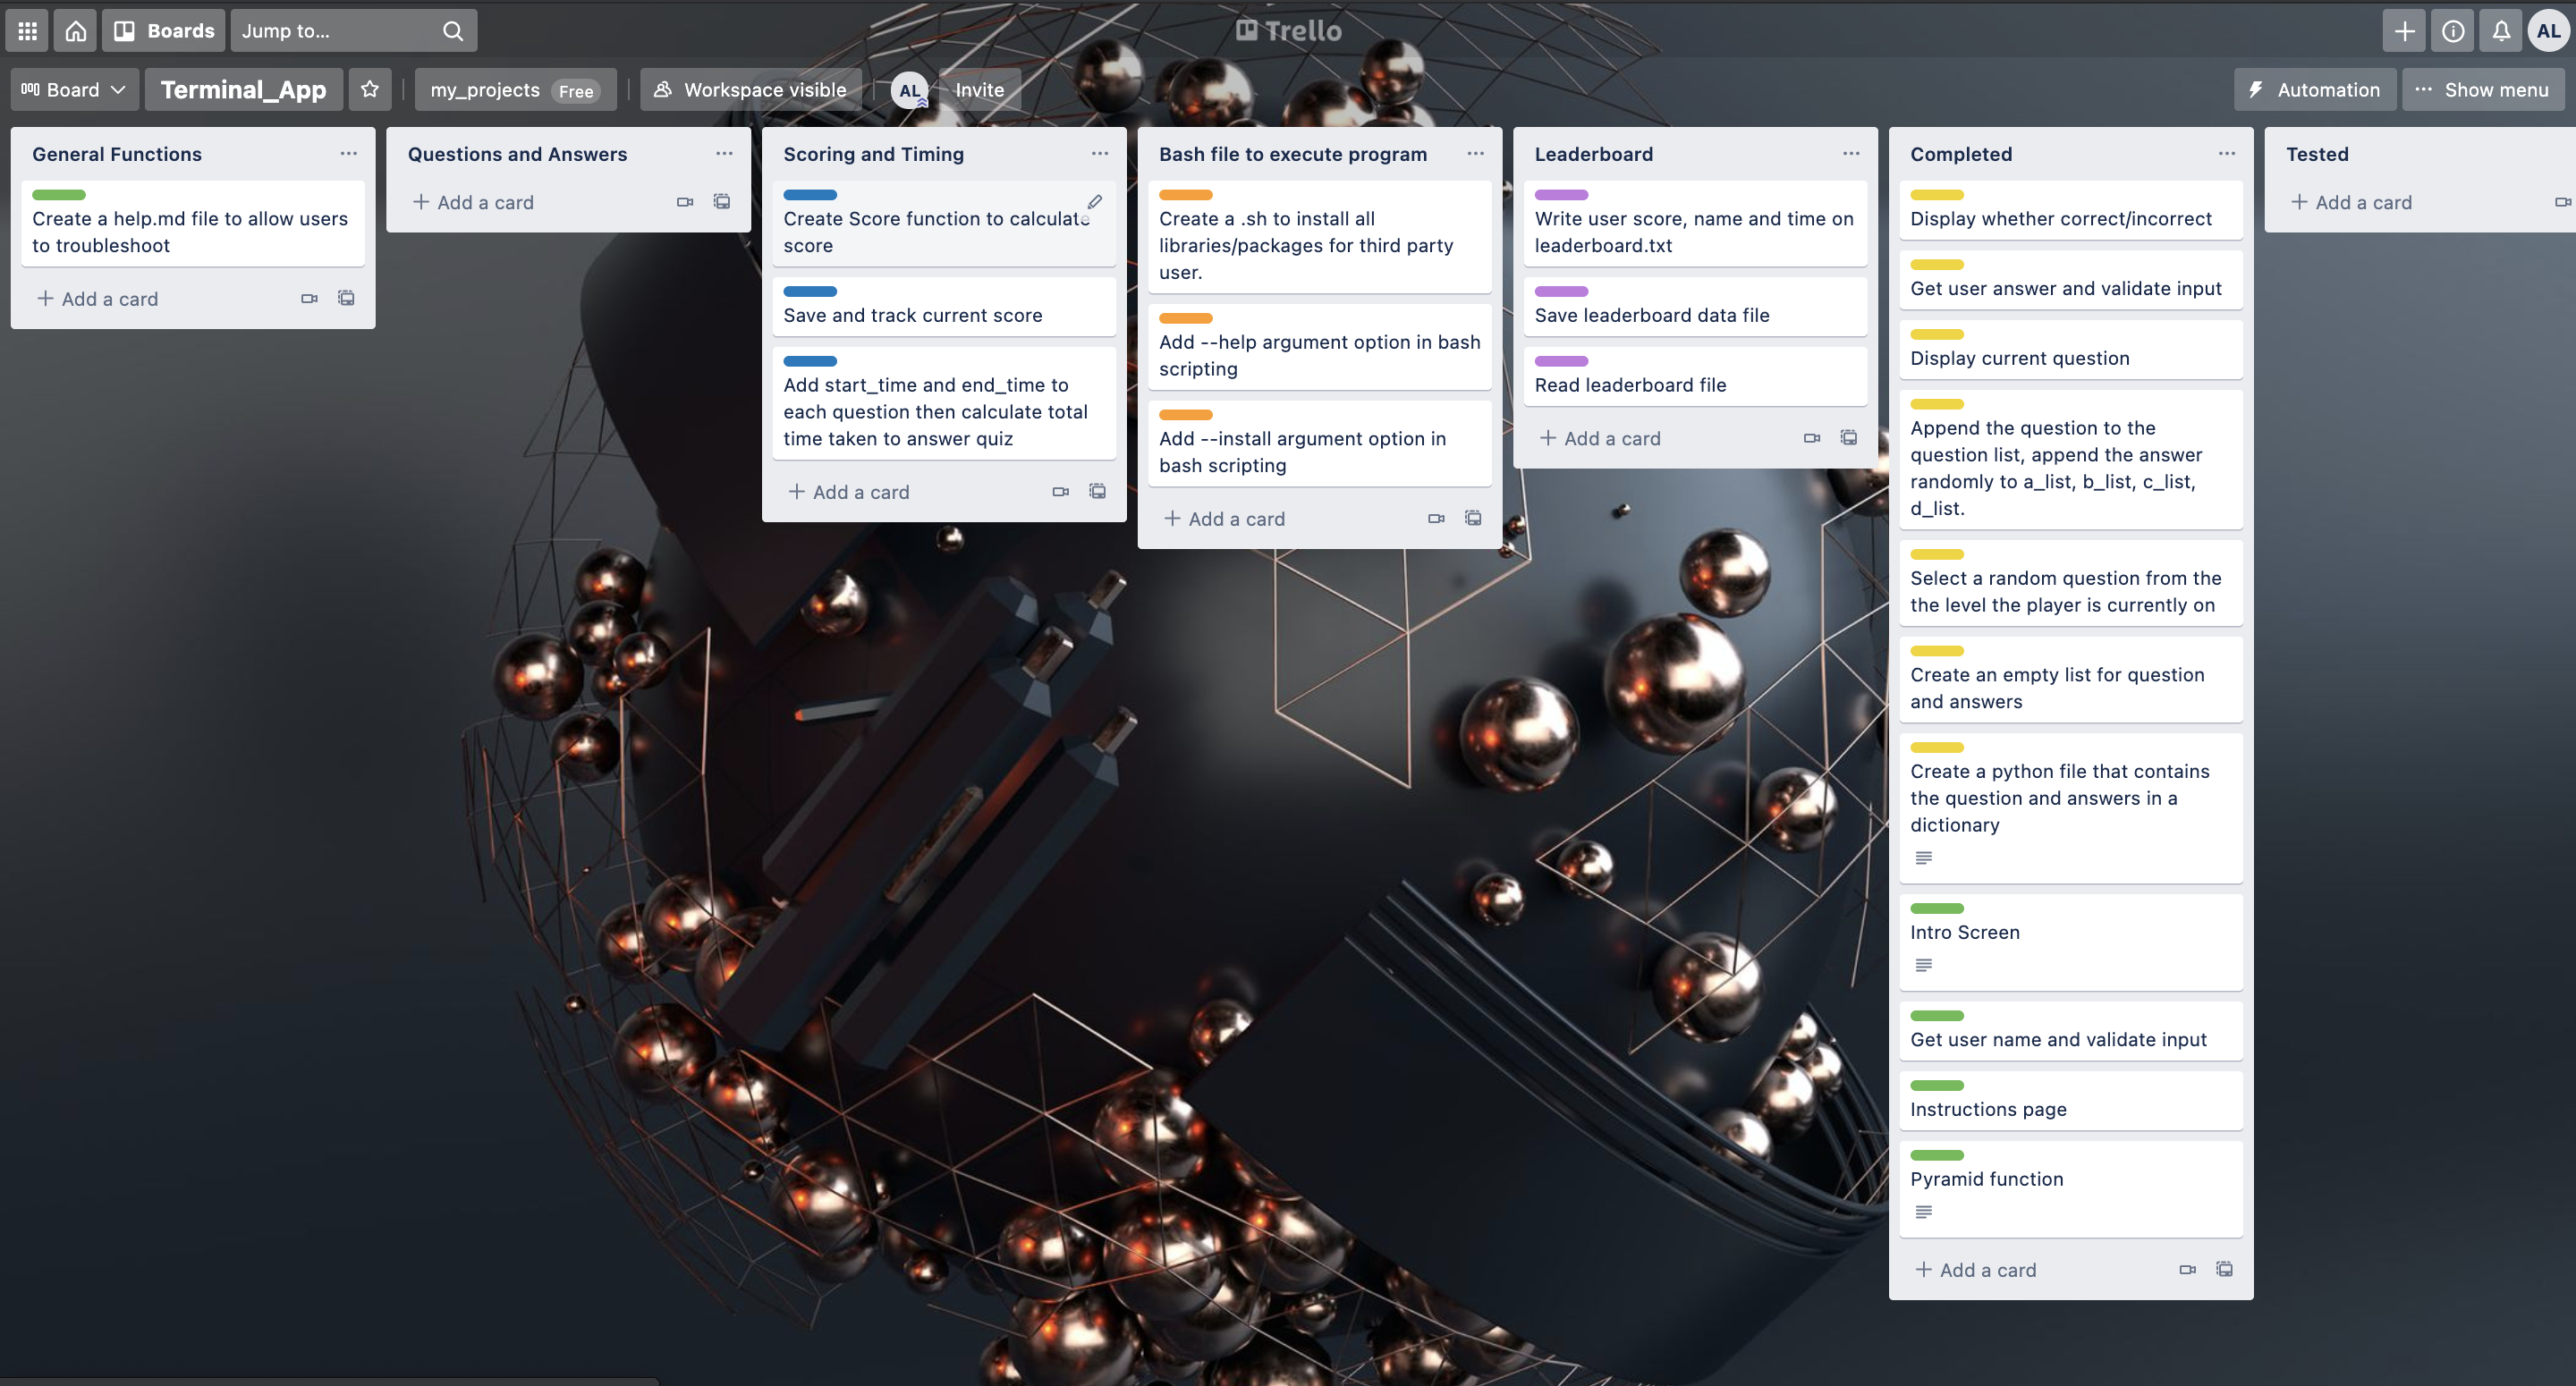 Boards
Jump to...
Trello
AL
Board
Terminal_App
my_projects Free
Workspace visible
AL
Invite
Automation
Show menu
General Functions
Create a help.md file to allow users
to troubleshoot
Add a card
Questions and Answers
Add a card
Scoring and Timing
Create Score function to calculate
score
Save and track current score
Add start_time and end_time to
each question then calculate total
time taken to answer quiz
Add a card
Bash file to execute program
Create a .sh to install all
libraries/packages for third party
user.
Add --help argument option in bash
scripting
Add --install argument option in
bash scripting
Add a card
Leaderboard
Write user score, name and time on
leaderboard.txt
Save leaderboard data file
Read leaderboard file
Add a card
Completed
Display whether correct/incorrect
Get user answer and validate input
Display current question
Append the question to the
question list, append the answer
randomly to a_list, b_list, c_list,
d_list.
Select a random question from the
the level the player is currently on
Create an empty list for question
and answers
Create a python file that contains
the question and answers in a
dictionary
Intro Screen
Get user name and validate input
Instructions page
Pyramid function
Add a card
Tested
Add a card